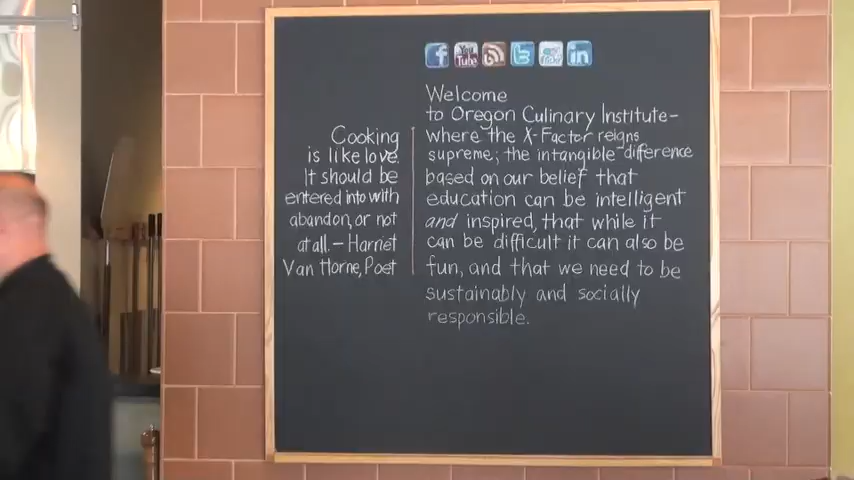 f
You
Tube
t
in
Cooking
is like love.
It should be
entered into with
abandon, or not
at all. - Harriet
Van Horne, Poet
Welcome
to Oregon Culinary Institute-
where the X-Factor reigns
supreme; the intangible difference
based on our belief that
education can be intelligent
and inspired, that while it
can be difficult it can also be
fun, and that we need to be
sustainably and socially
responsible.